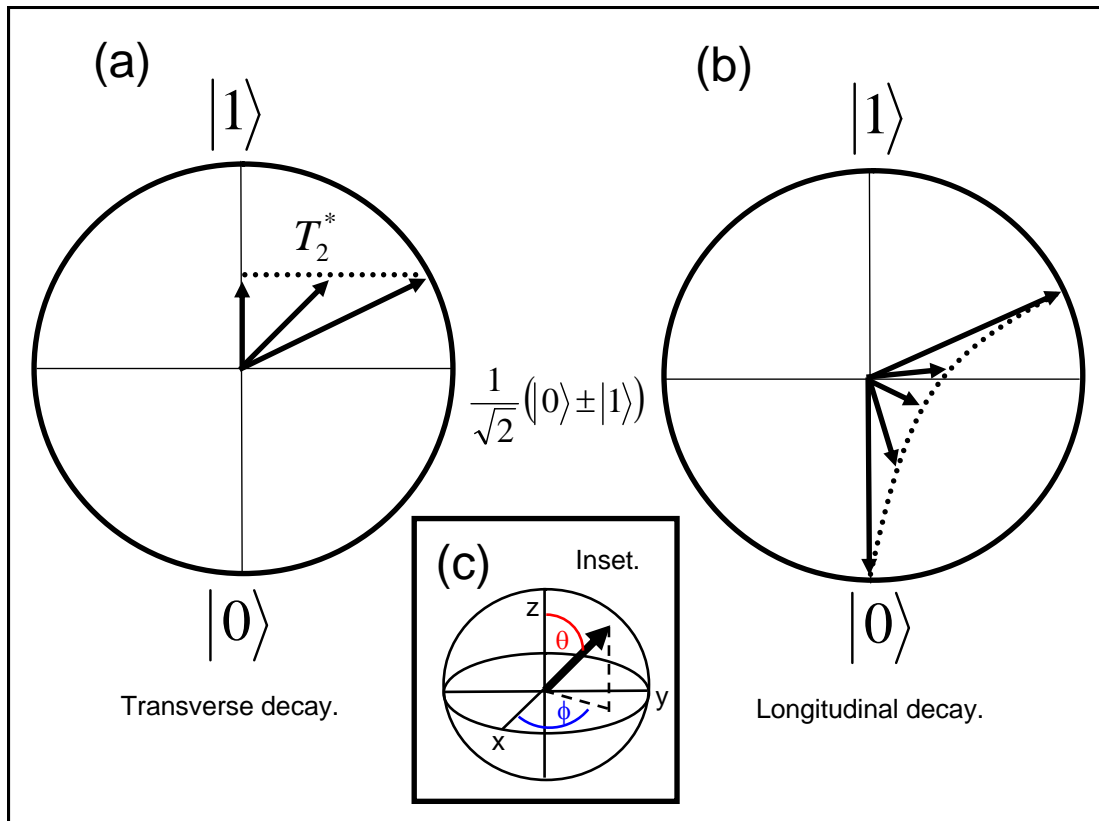 (a)
|1⟩
T₂*
|0⟩
Transverse decay.
1/√2 (|0⟩ ± |1⟩)
(b)
|1⟩
|0⟩
Longitudinal decay.
(c)
Inset.
z
θ
y
ϕ
x